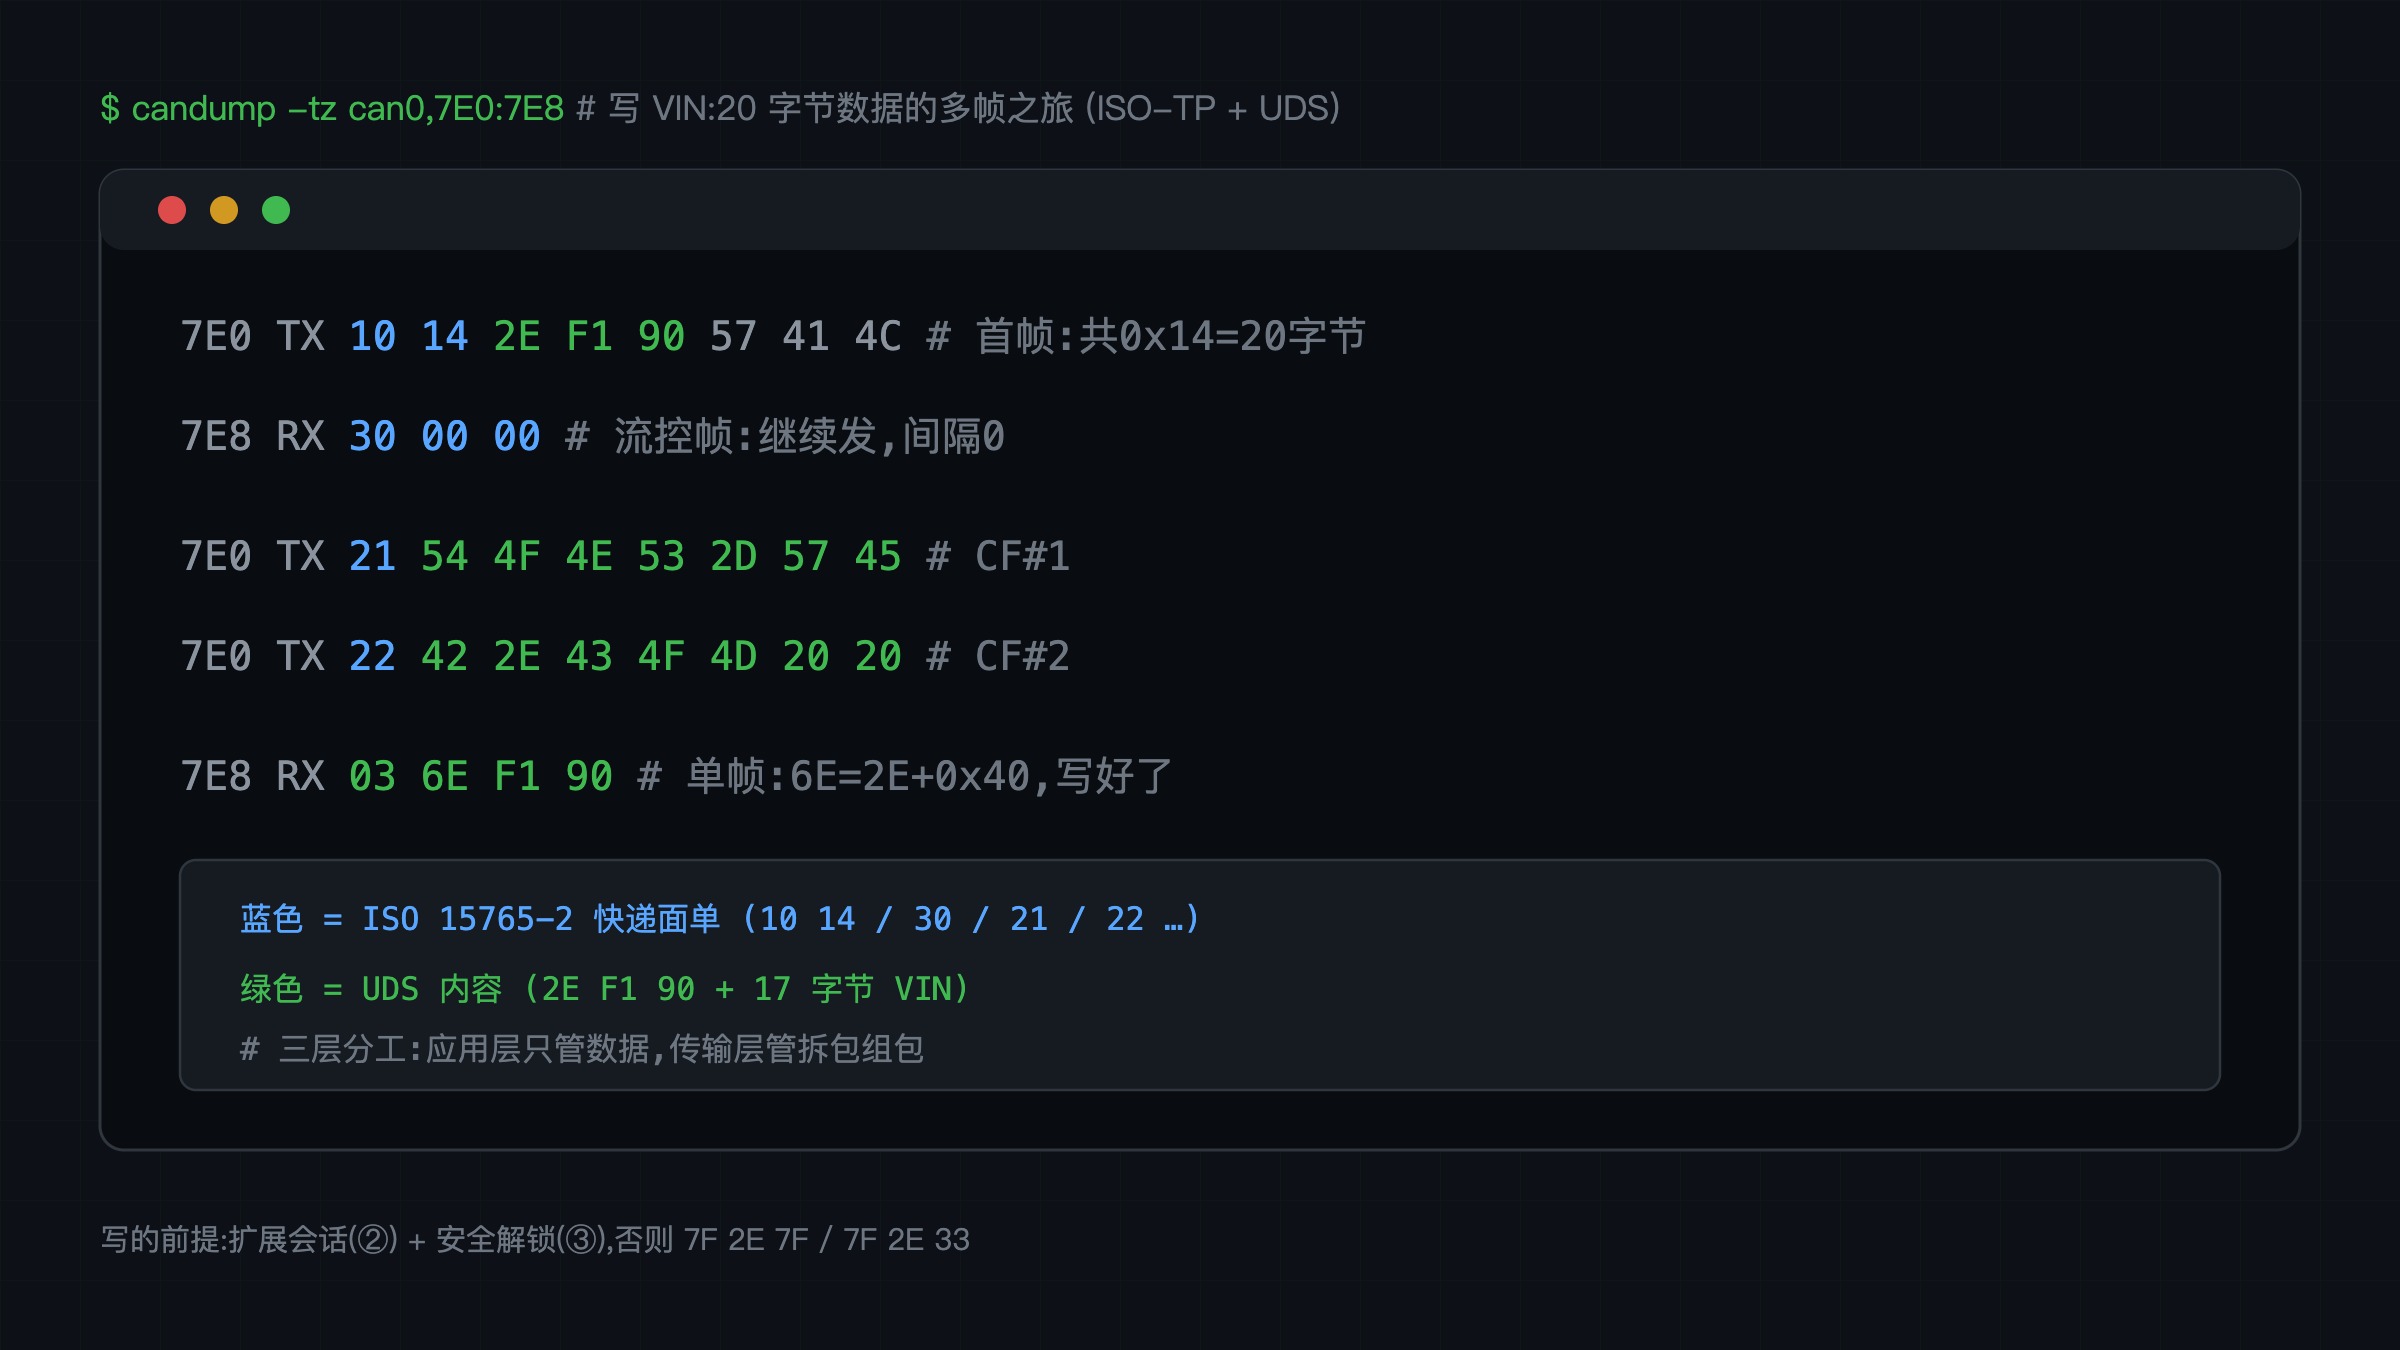 $ candump -tz can0,7E0:7E8 # 写 VIN:20 字节数据的多帧之旅 (ISO-TP + UDS)
7E0 TX 10 14 2E F1 90 57 41 4C # 首帧:共0x14=20字节
7E8 RX 30 00 00 # 流控帧:继续发,间隔0
7E0 TX 21 54 4F 4E 53 2D 57 45 # CF#1
7E0 TX 22 42 2E 43 4F 4D 20 20 # CF#2
7E8 RX 03 6E F1 90 # 单帧:6E=2E+0x40,写好了
蓝色 = ISO 15765-2 快递面单 (10 14 / 30 / 21 / 22 …)
绿色 = UDS 内容 (2E F1 90 + 17 字节 VIN)
# 三层分工:应用层只管数据,传输层管拆包组包
写的前提:扩展会话(②) + 安全解锁(③),否则 7F 2E 7F / 7F 2E 33